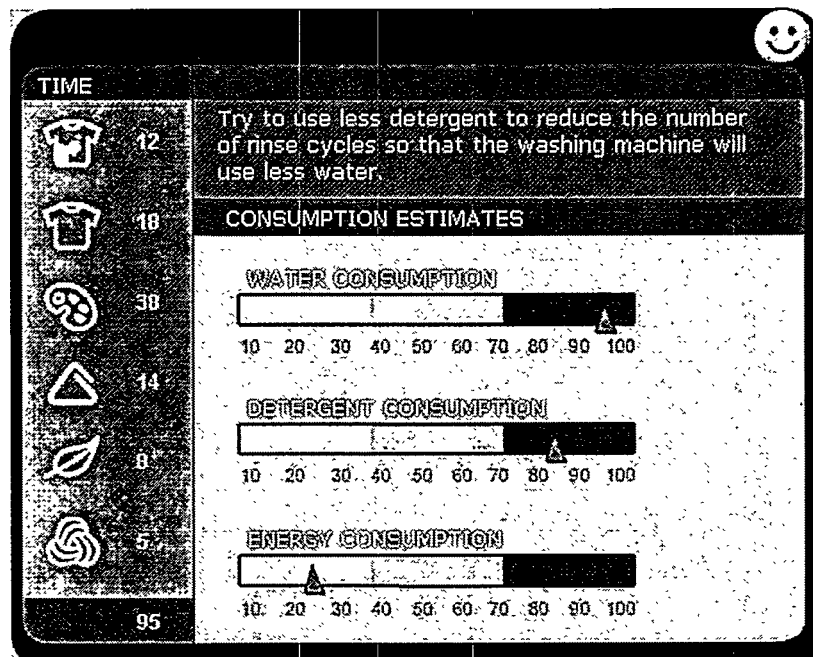 TIME
12
Try to use less detergent to reduce the number
of rinse cycles so that the washing machine will
use less water.
18
CONSUMPTION ESTIMATES
WATER CONSUMPTION
38
10 20 30 40 50 60 70 80 90 100
14
DETERGENT CONSUMPTION
8
10 20 30 40 50 60 70 80 90 100
5
ENERGY CONSUMPTION
10 20 30 40 50 60 70 80 90 100
95